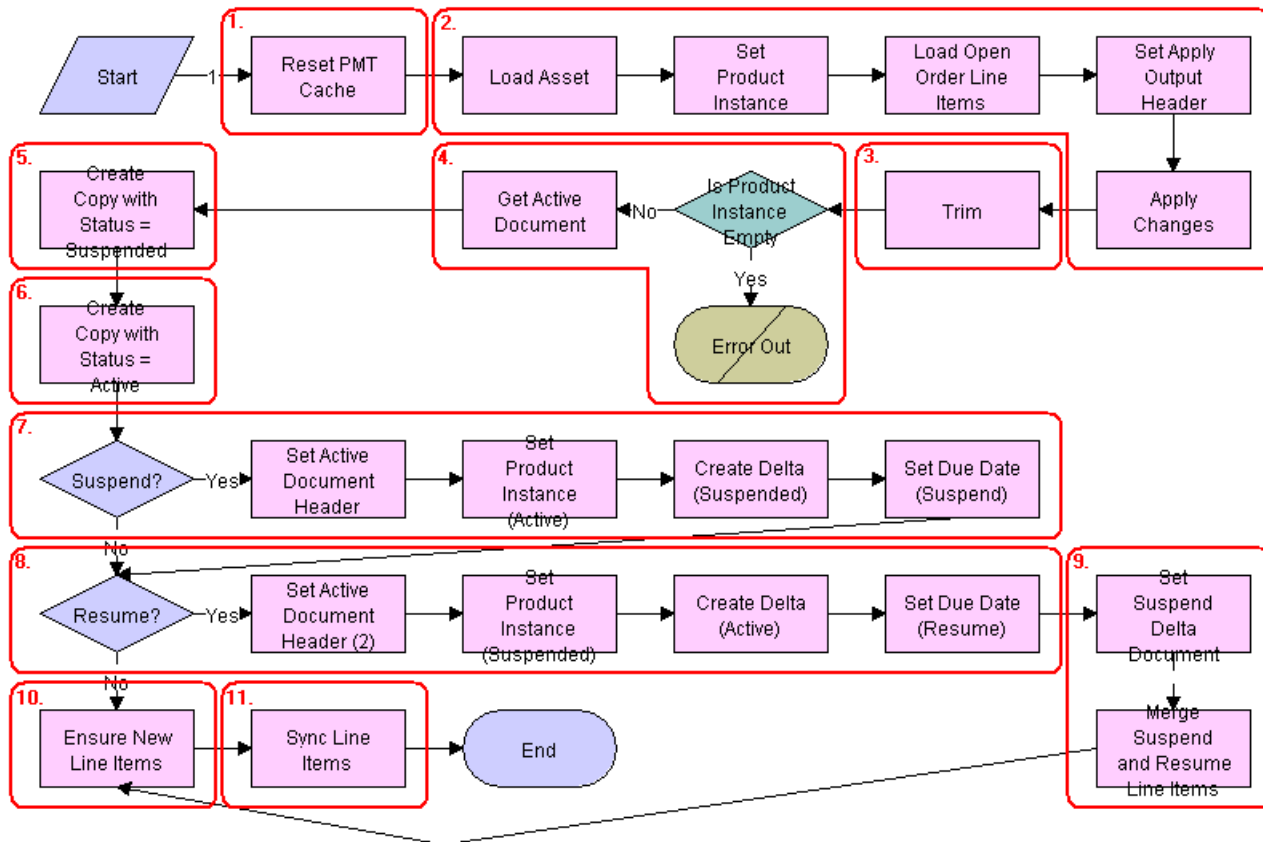 1.
2.
Start
1
Reset PMT
Cache
Load Asset
Set
Product
Instance
Load Open
Order Line
Items
Set Apply
Output
Header
5.
4.
3.
Create
Copy with
Status =
Suspended
Get Active
Document
No
Is Product
Instance
Empty
Trim
Apply
Changes
Yes
6.
Create
Copy with
Status =
Active
Error Out
7.
Suspend?
Yes
Set Active
Document
Header
Set
Product
Instance
(Active)
Create Delta
(Suspended)
Set Due Date
(Suspend)
No
8.
9.
Resume?
Yes
Set Active
Document
Header (2)
Set
Product
Instance
(Suspended)
Create Delta
(Active)
Set Due Date
(Resume)
Set
Suspend
Delta
Document
No
10.
11.
Ensure New
Line Items
Sync Line
Items
End
Merge
Suspend
and Resume
Line Items